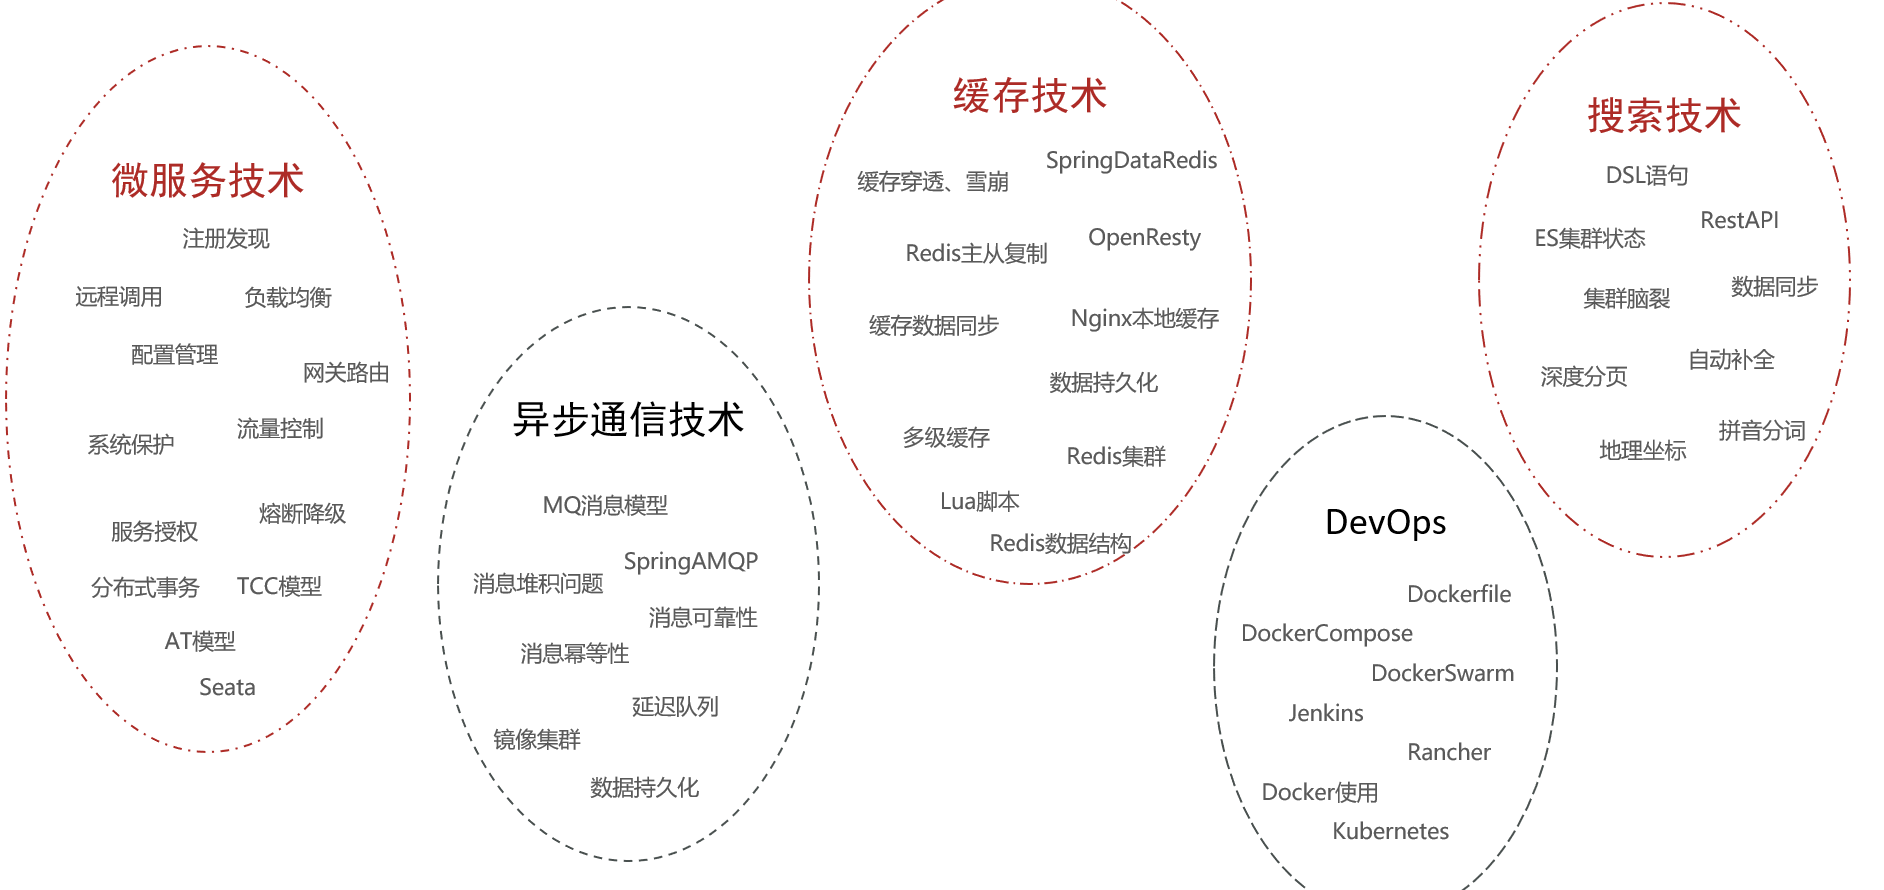 微服务技术
注册发现
远程调用
负载均衡
配置管理
网关路由
流量控制
系统保护
熔断降级
服务授权
分布式事务
TCC模型
AT模型
Seata
异步通信技术
MQ消息模型
SpringAMQP
消息堆积问题
消息可靠性
消息幂等性
延迟队列
镜像集群
数据持久化
缓存技术
SpringDataRedis
缓存穿透、雪崩
OpenResty
Redis主从复制
Nginx本地缓存
缓存数据同步
数据持久化
多级缓存
Redis集群
Lua脚本
Redis数据结构
DevOps
Dockerfile
DockerCompose
DockerSwarm
Jenkins
Rancher
Docker使用
Kubernetes
搜索技术
DSL语句
RestAPI
ES集群状态
数据同步
集群脑裂
自动补全
深度分页
拼音分词
地理坐标